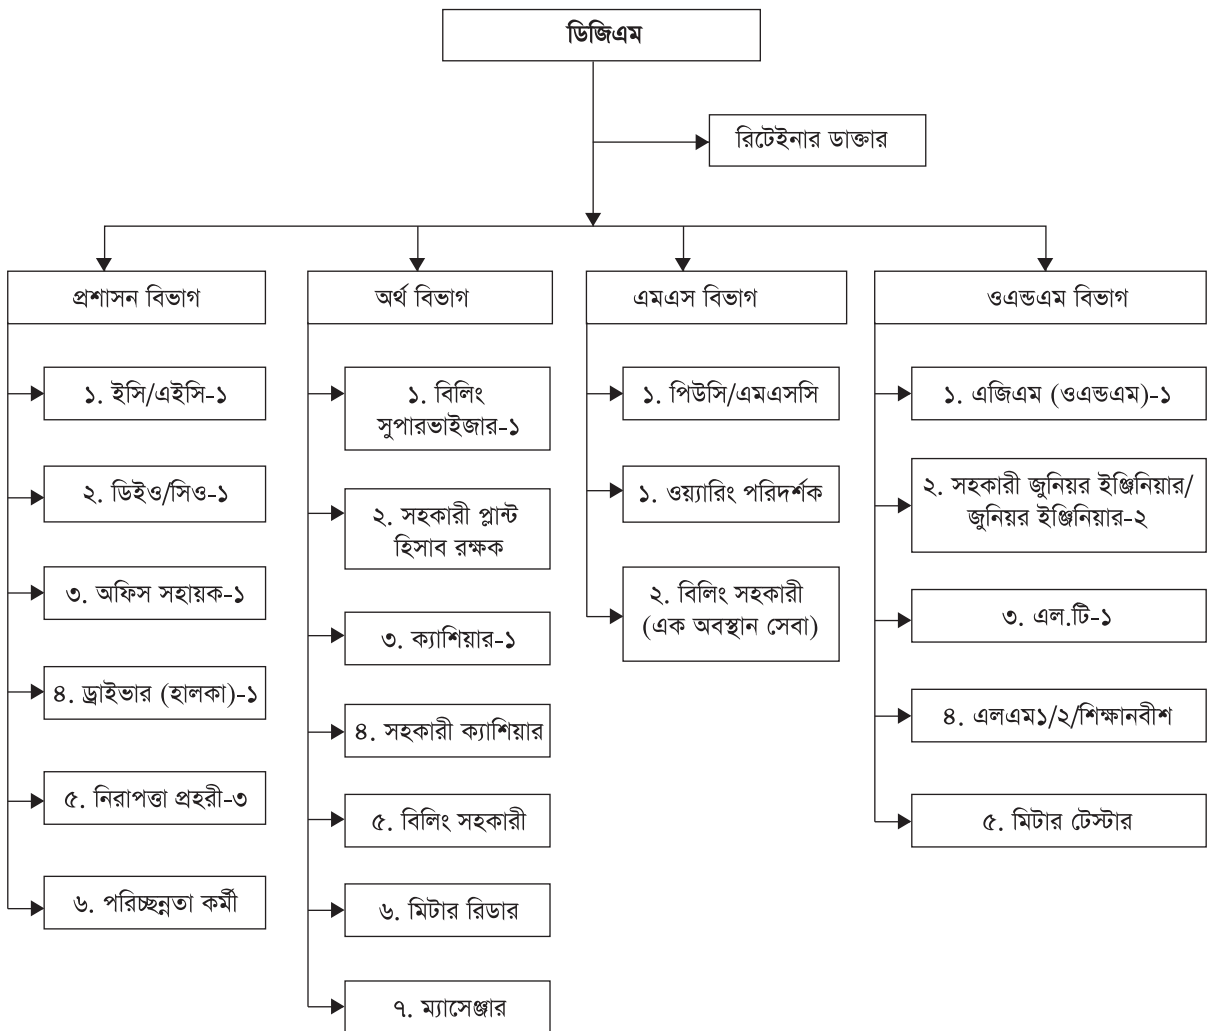 ডিজিএম
রিটেইনার ডাক্তার
প্রশাসন বিভাগ
১. ইসি/এইসি-১
২. ডিইও/সিও-১
৩. অফিস সহায়ক-১
৪. ড্রাইভার (হালকা)-১
৫. নিরাপত্তা প্রহরী-৩
৬. পরিচ্ছন্নতা কর্মী
অর্থ বিভাগ
১. বিলিং
সুপারভাইজার-১
২. সহকারী প্লান্ট
হিসাব রক্ষক
৩. ক্যাশিয়ার-১
৪. সহকারী ক্যাশিয়ার
৫. বিলিং সহকারী
৬. মিটার রিডার
৭. ম্যাসেঞ্জার
এমএস বিভাগ
১. পিউসি/এমএসসি
১. ওয়্যারিং পরিদর্শক
২. বিলিং সহকারী
(এক অবস্থান সেবা)
ওএন্ডএম বিভাগ
১. এজিএম (ওএন্ডএম)-১
২. সহকারী জুনিয়র ইঞ্জিনিয়ার/
জুনিয়র ইঞ্জিনিয়ার-২
৩. এল.টি-১
৪. এলএম১/২/শিক্ষানবীশ
৫. মিটার টেস্টার